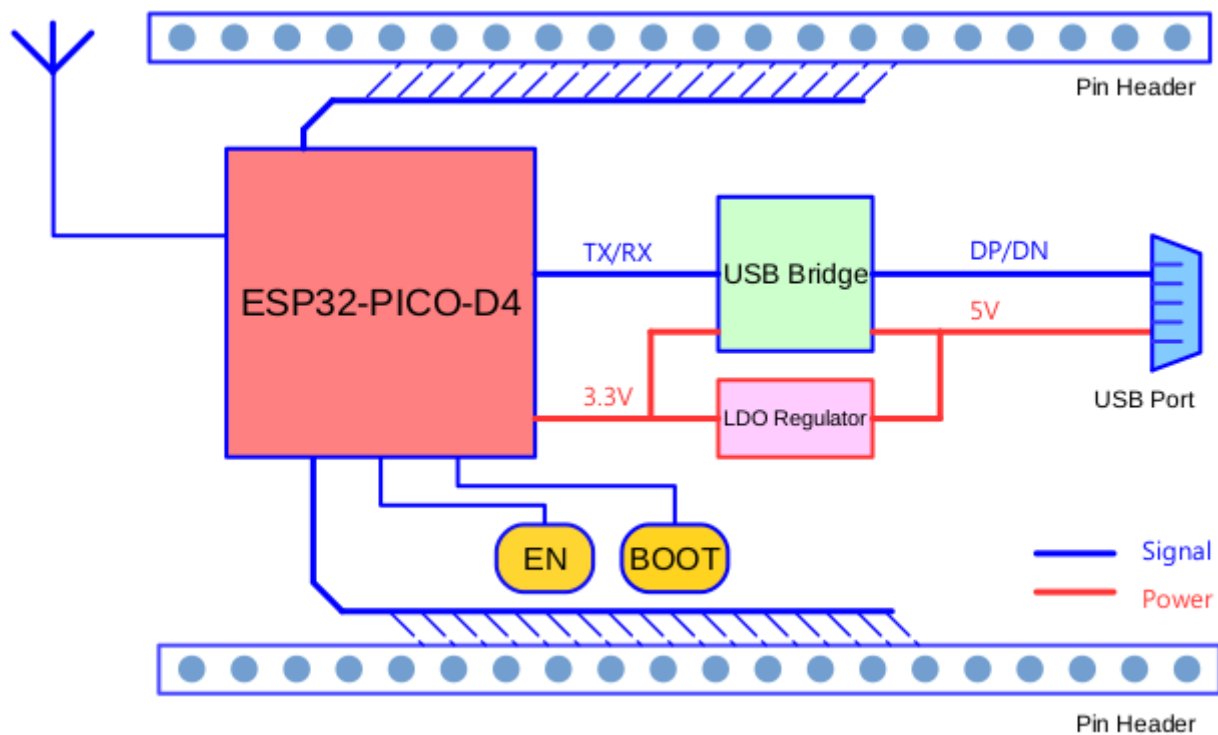 Pin Header
TX/RX
DP/DN
USB Bridge
ESP32-PICO-D4
5V
3.3V
LDO Regulator
USB Port
EN
BOOT
Signal
Power
Pin Header